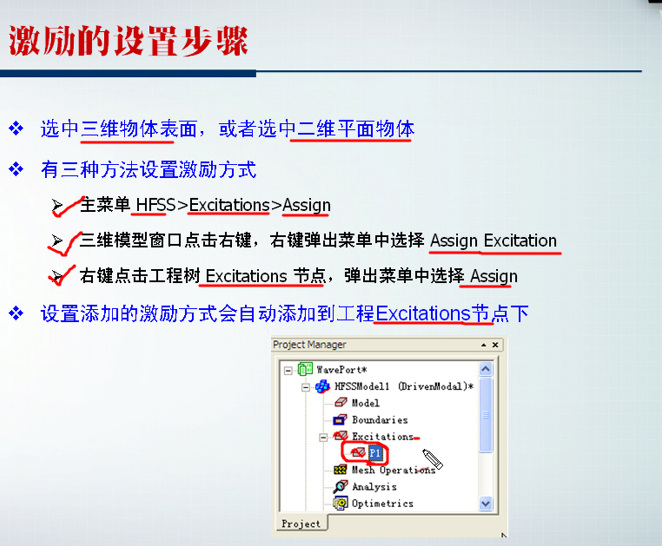 激励的设置步骤
选中三维物体表面，或者选中二维平面物体
有三种方法设置激励方式
主菜单 HFSS>Excitations>Assign
三维模型窗口点击右键，右键弹出菜单中选择 Assign Excitation
右键点击工程树 Excitations 节点，弹出菜单中选择 Assign
设置添加的激励方式会自动添加到工程Excitations节点下
Project Manager
WavePort*
HFSSModel1 (DrivenModal)*
Model
Boundaries
Excitations
P1
Mesh Operations
Analysis
Optimetrics
Project